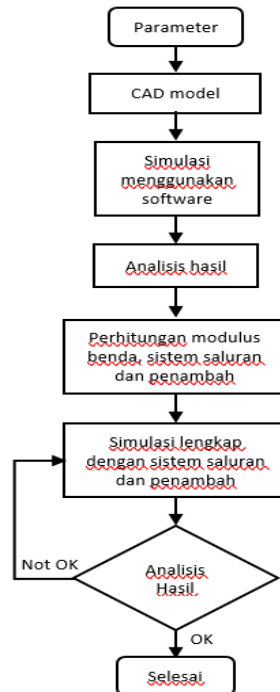 Parameter
CAD model
Simulasi
menggunakan
software
Analisis hasil
Perhitungan modulus
benda, sistem saluran
dan penambah
Simulasi lengkap
dengan sistem saluran
dan penambah
Not OK
Analisis
Hasil
OK
Selesai